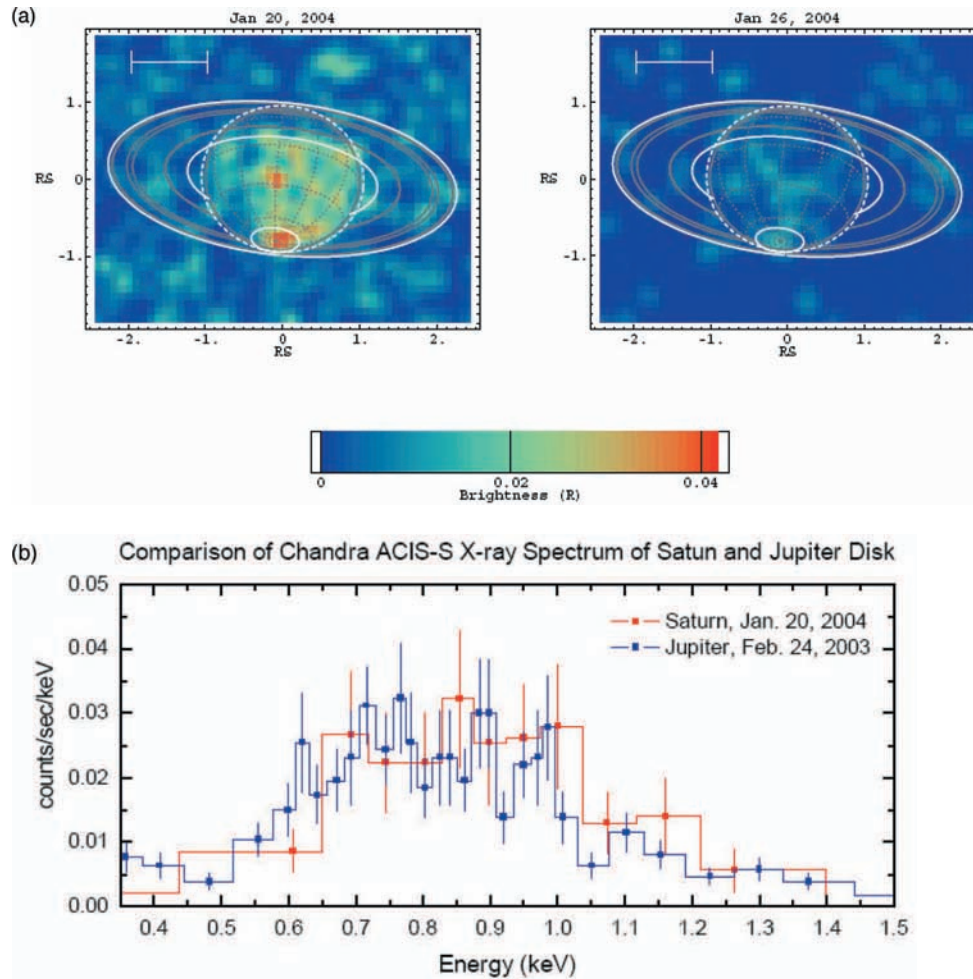 (a)
Jan 20, 2004
Jan 26, 2004
1.
RS 0
-1.
-2. -1. 0 1. 2.
RS
1.
RS 0
-1.
-2. -1. 0 1. 2.
RS
0 0.02 0.04
Brightness (R)
(b)
Comparison of Chandra ACIS-S X-ray Spectrum of Satun and Jupiter Disk
0.05
0.04
0.03
0.02
0.01
0.00
counts/sec/keV
Saturn, Jan. 20, 2004
Jupiter, Feb. 24, 2003
0.4 0.5 0.6 0.7 0.8 0.9 1.0 1.1 1.2 1.3 1.4 1.5
Energy (keV)